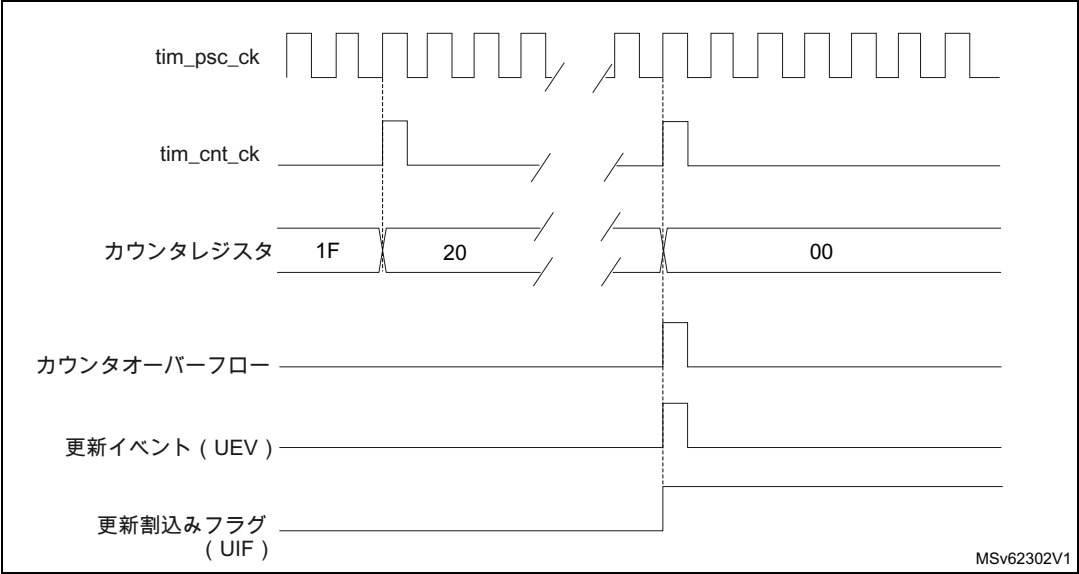 tim_psc_ck
tim_cnt_ck
カウンタレジスタ 1F 20 00
カウンタオーバーフロー
更新イベント ( UEV )
更新割込みフラグ
( UIF )
MSv62302V1